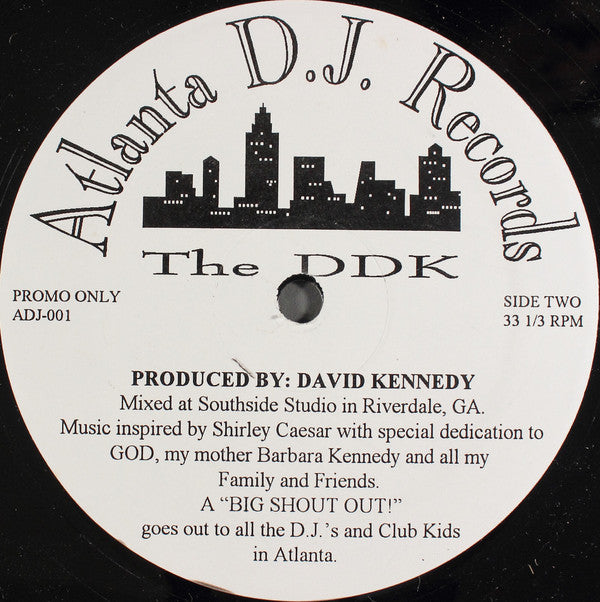 Atlanta D.J. Records
The DDK
PROMO ONLY
ADJ-001
SIDE TWO
33 1/3 RPM
PRODUCED BY: DAVID KENNEDY
Mixed at Southside Studio in Riverdale, GA.
Music inspired by Shirley Caesar with special dedication to
GOD, my mother Barbara Kennedy and all my
Family and Friends.
A “BIG SHOUT OUT!”
goes out to all the D.J.’s and Club Kids
in Atlanta.